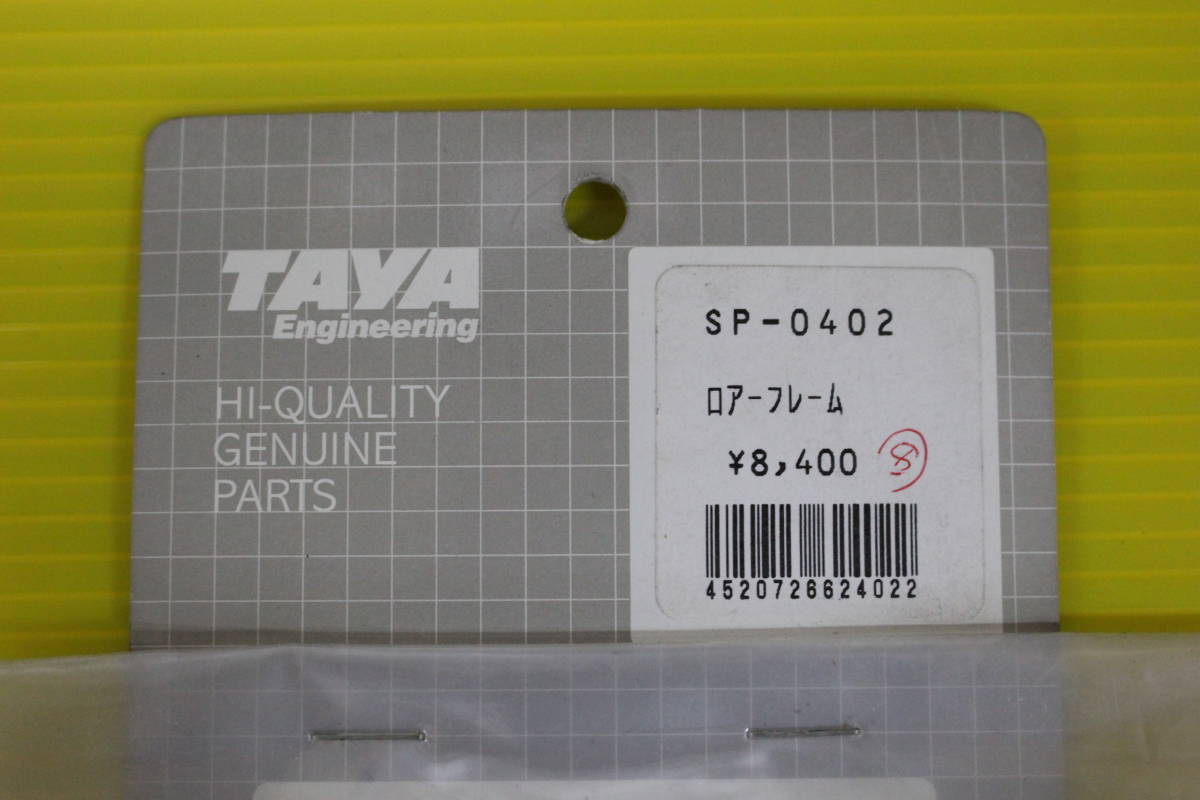 TAYA
Engineering
HI-QUALITY
GENUINE
PARTS
SP-0402
ﾛｱｰﾌﾚｰﾑ
¥8,400 8
4520726624022